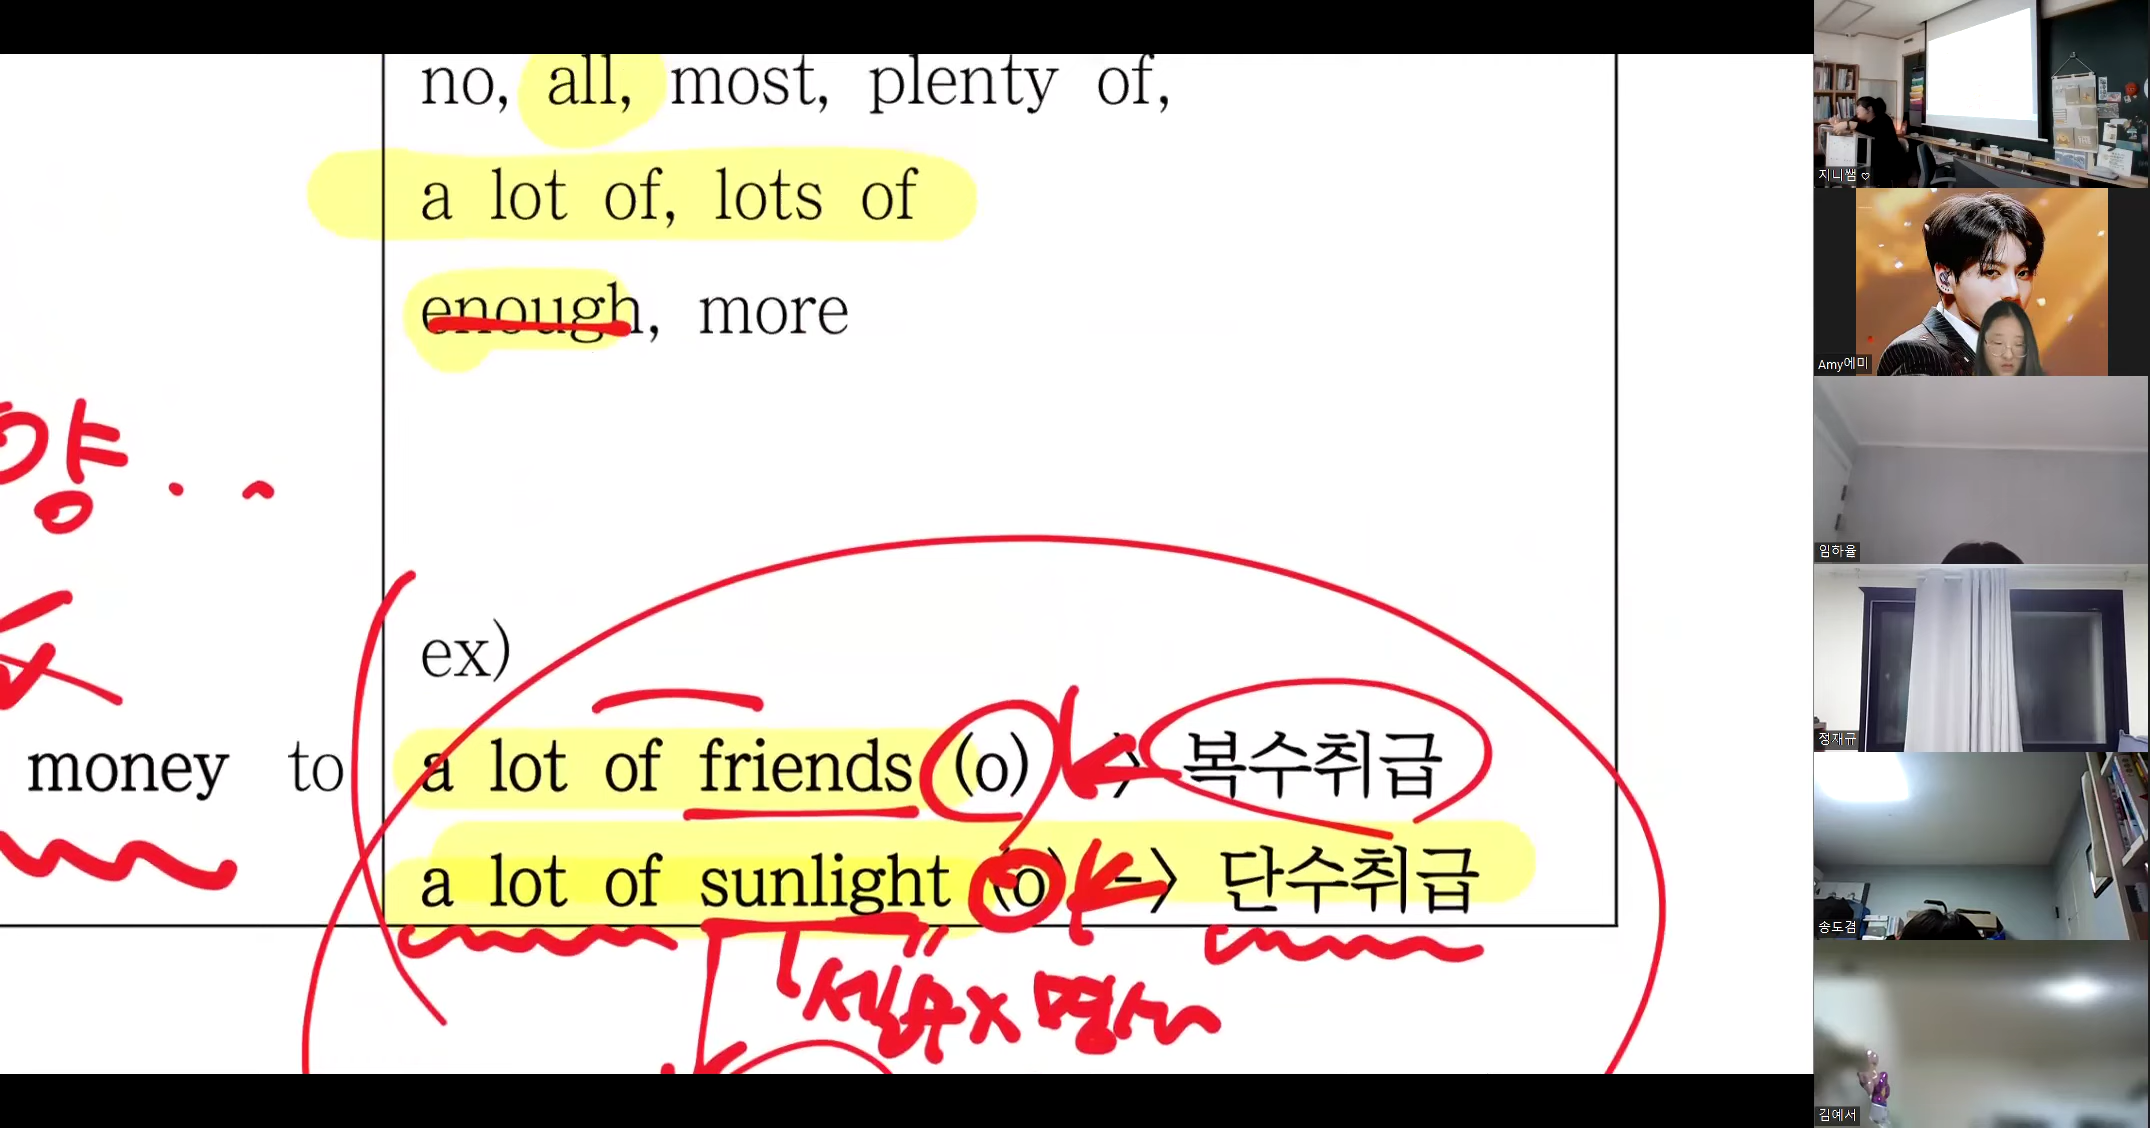 no, all, most, plenty of,
a lot of, lots of
enough, more
양..
ex)
money to
a lot of friends (o) -> 복수취급
a lot of sunlight (o) -> 단수취급
셀수x 명사
지니쌤♡
Amy에미
임하율
정재규
송도겸
김예서